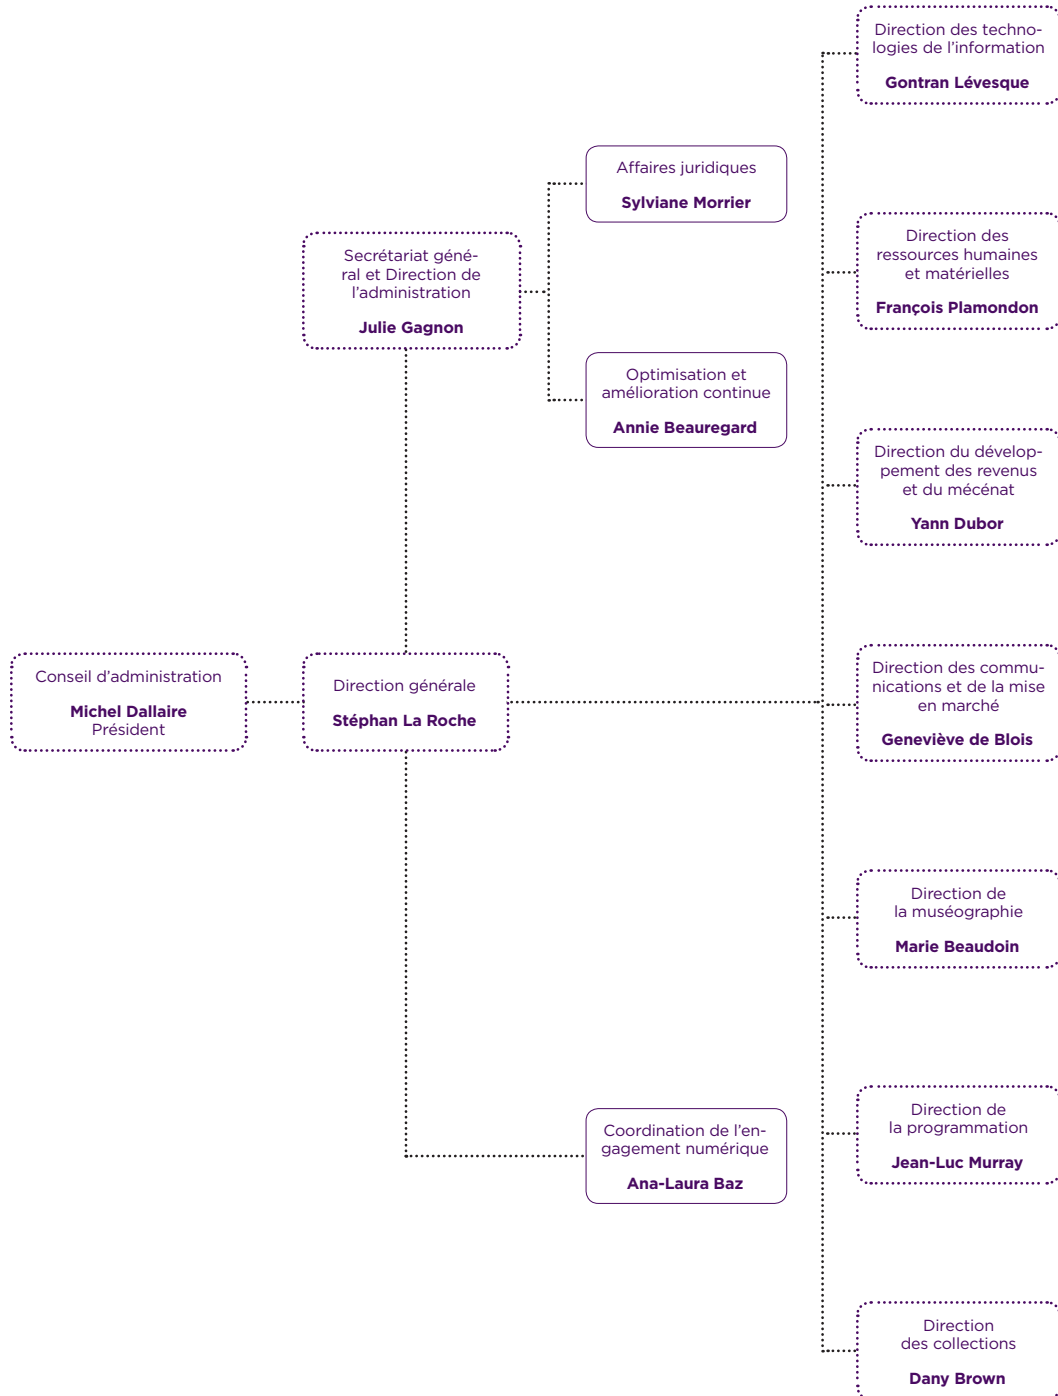 Direction des techno-
logies de l’information
Gontran Lévesque
Affaires juridiques
Sylviane Morrier
Direction des
ressources humaines
et matérielles
François Plamondon
Secrétariat géné-
ral et Direction de
l’administration
Julie Gagnon
Optimisation et
amélioration continue
Annie Beauregard
Direction du dévelop-
pement des revenus
et du mécénat
Yann Dubor
Conseil d’administration
Michel Dallaire
Président
Direction générale
Stéphan La Roche
Direction des commu-
nications et de la mise
en marché
Geneviève de Blois
Direction de
la muséographie
Marie Beaudoin
Coordination de l’en-
gagement numérique
Ana-Laura Baz
Direction de
la programmation
Jean-Luc Murray
Direction
des collections
Dany Brown